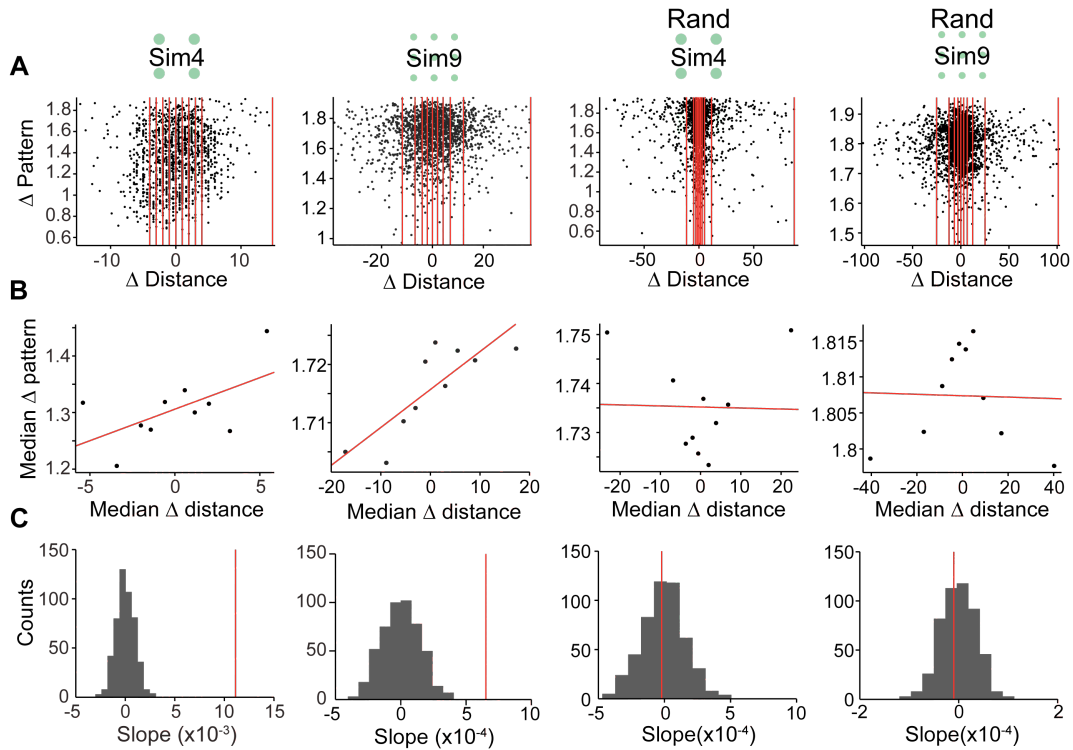 Rand Rand
Sim4 Sim9 Sim4 Sim9
A
Δ Pattern
1.8 1.6 1.4 1.2 1 0.8 0.6
-10 0 10
Δ Distance
1.8 1.6 1.4 1.2 1
-20 0 20
Δ Distance
1.8 1.6 1.4 1.2 1 0.8 0.6
-50 0 50
Δ Distance
1.9 1.8 1.7 1.6 1.5
-100 -50 0 50 100
Δ Distance
B
Median Δ pattern
1.4 1.3 1.2
-5 0 5
Median Δ distance
1.72 1.71
-20 -10 0 10 20
Median Δ distance
1.75 1.74 1.73
-20 -10 0 10 20
Median Δ distance
1.815 1.81 1.805 1.8
-40 -20 0 20 40
Median Δ distance
C
Counts
150 100 50 0
-5 0 5 10 15
Slope (x10-3)
150 100 50 0
-5 0 5 10
Slope (x10-4)
150 100 50 0
-5 0 5 10
Slope(x10-4)
150 100 50 0
-2 0 2
Slope(x10-4)